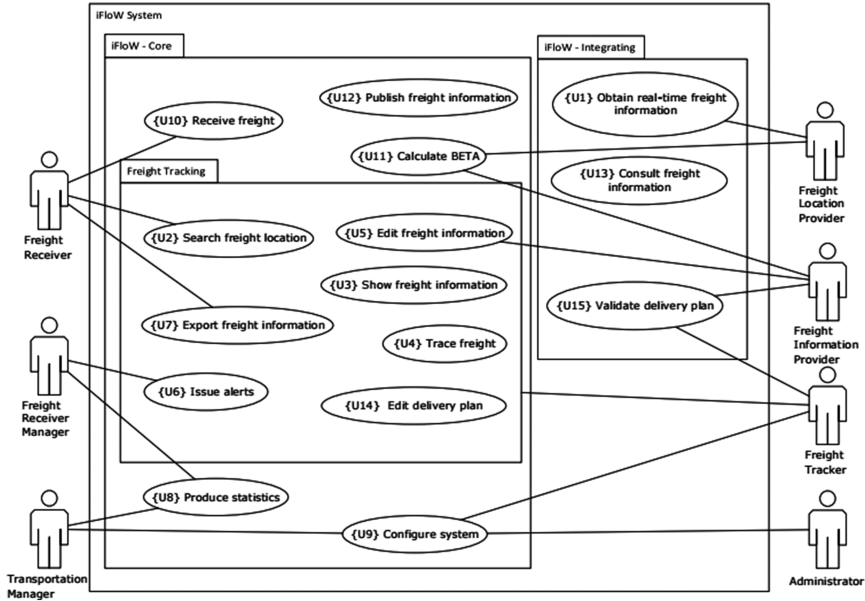 iFloW System
iFloW - Core
iFloW - Integrating
{U12} Publish freight information
{U1} Obtain real-time freight
information
{U10} Receive freight
{U11} Calculate BETA
{U13} Consult freight
information
Freight Tracking
Freight
Location
Provider
Freight
Receiver
{U2} Search freight location
{U5} Edit freight information
{U3} Show freight information
{U15} Validate delivery plan
{U7} Export freight information
{U4} Trace freight
Freight
Information
Provider
{U6} Issue alerts
{U14} Edit delivery plan
Freight
Receiver
Manager
Freight
Tracker
{U8} Produce statistics
{U9} Configure system
Transportation
Manager
Administrator